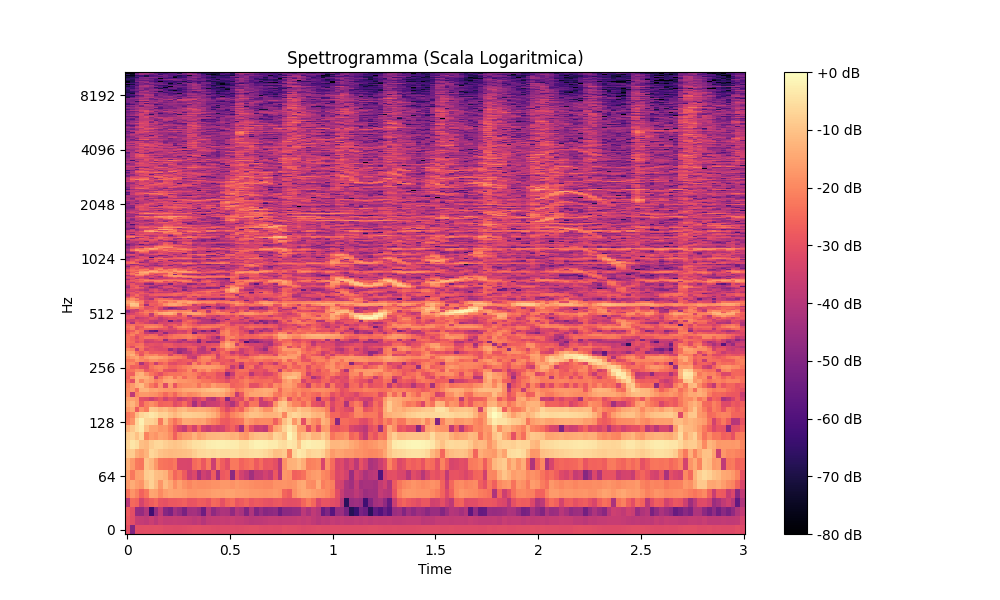 Spettrogramma (Scala Logaritmica)
Hz
8192
4096
2048
1024
512
256
128
64
0
0 0.5 1 1.5 2 2.5 3
Time
+0 dB
-10 dB
-20 dB
-30 dB
-40 dB
-50 dB
-60 dB
-70 dB
-80 dB